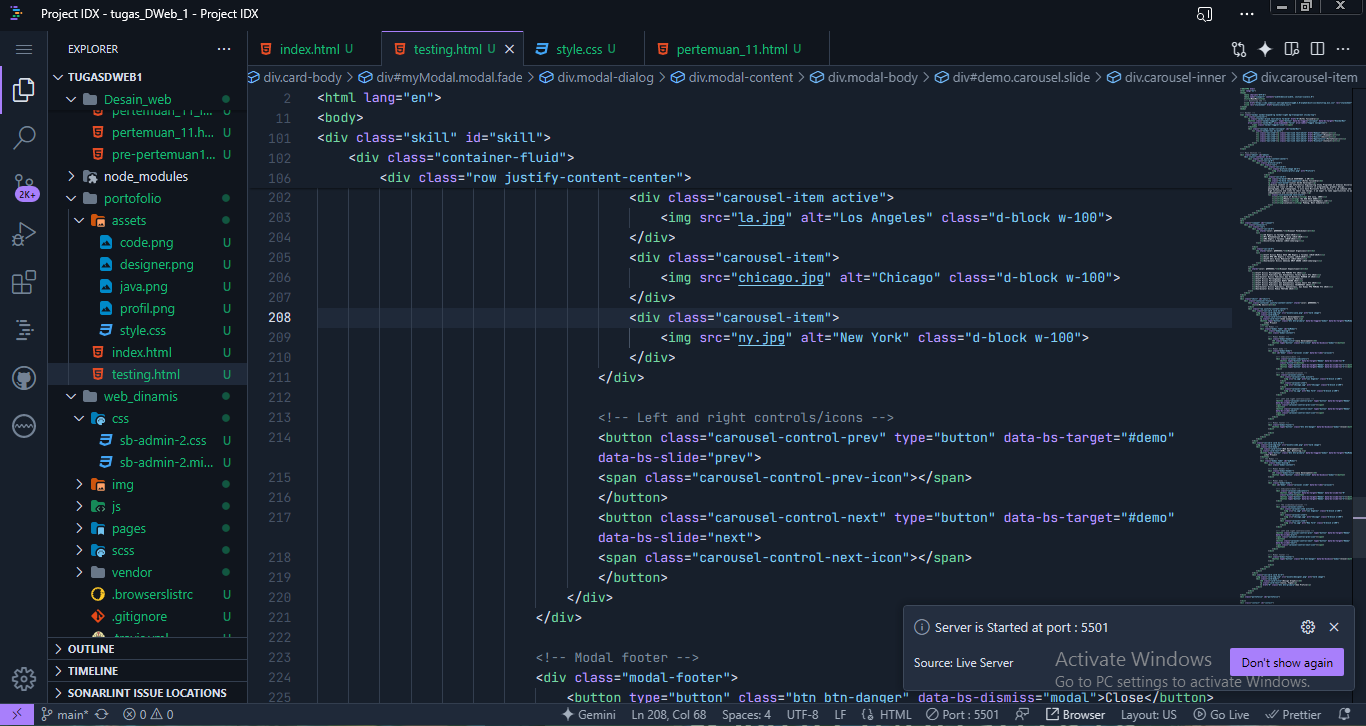 Project IDX - tugas_DWeb_1 - Project IDX
EXPLORER
TUGASDWEB1
Desain_web
pertemuan_11_i...
U
pertemuan_11.h...
U
pre-pertemuan1...
U
node_modules
portofolio
assets
code.png
U
designer.png
U
java.png
U
profil.png
U
style.css
U
index.html
U
testing.html
U
web_dinamis
css
sb-admin-2.css
U
sb-admin-2.mi...
U
img
js
pages
scss
vendor
.browserslistrc
U
.gitignore
U
.travis.yml
U
OUTLINE
TIMELINE
SONARLINT ISSUE LOCATIONS
2K+
index.html U
testing.html U
style.css U
pertemuan_11.html U
div.card-body > div#myModal.modal.fade > div.modal-dialog > div.modal-content > div.modal-body > div#demo.carousel.slide > div.carousel-inner > div.carousel-item
2 <html lang="en">
11 <body>
101 <div class="skill" id="skill">
102 <div class="container-fluid">
106 <div class="row justify-content-center">
202 <div class="carousel-item active">
203 <img src="la.jpg" alt="Los Angeles" class="d-block w-100">
204 </div>
205 <div class="carousel-item">
206 <img src="chicago.jpg" alt="Chicago" class="d-block w-100">
207 </div>
208 <div class="carousel-item">
209 <img src="ny.jpg" alt="New York" class="d-block w-100">
210 </div>
211 </div>
212
213 <!-- Left and right controls/icons -->
214 <button class="carousel-control-prev" type="button" data-bs-target="#demo"
data-bs-slide="prev">
215 <span class="carousel-control-prev-icon"></span>
216 </button>
217 <button class="carousel-control-next" type="button" data-bs-target="#demo"
data-bs-slide="next">
218 <span class="carousel-control-next-icon"></span>
219 </button>
220 </div>
221 </div>
222
223 <!-- Modal footer -->
224 <div class="modal-footer">
225 <button type="button" class="btn btn-danger" data-bs-dismiss="modal">Close</button>
Server is Started at port : 5501
Source: Live Server
Don't show again
Activate Windows
Go to PC settings to activate Windows.
main*
0
0
Gemini
Ln 208, Col 68
Spaces: 4
UTF-8
LF
HTML
Port : 5501
Browser
Layout: US
Go Live
Prettier